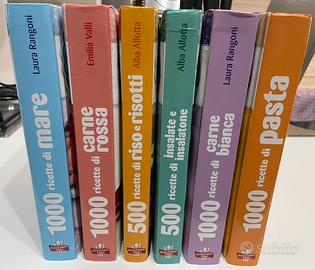 Laura Rangoni
1000 ricette di mare
Emilia Valli
1000 ricette di carne
rossa
Alba Allotta
500 ricette di riso e risotti
Alba Allotta
500 ricette di insalate e
insalatone
Laura Rangoni
1000 ricette di carne
bianca
1000 ricette di pasta
subito